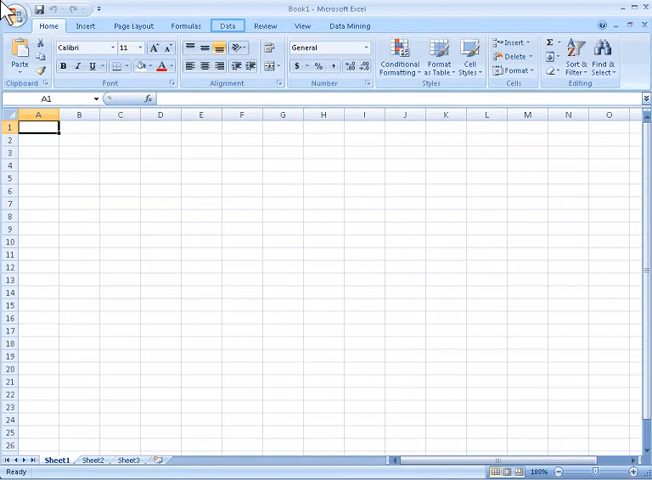 Book1 - Microsoft Excel
Home Insert Page Layout Formulas Data Review View Data Mining
Paste
Calibri 11
B I U A
General
$ % ,
Conditional Formatting
Format as Table
Cell Styles
Insert
Delete
Format
Σ
Sort & Filter
Find & Select
Clipboard Font Alignment Number Styles Cells Editing
A1 fx
A B C D E F G H I J K L M N O
1
2
3
4
5
6
7
8
9
10
11
12
13
14
15
16
17
18
19
20
21
22
23
24
25
26
Sheet1 Sheet2 Sheet3
Ready 180%